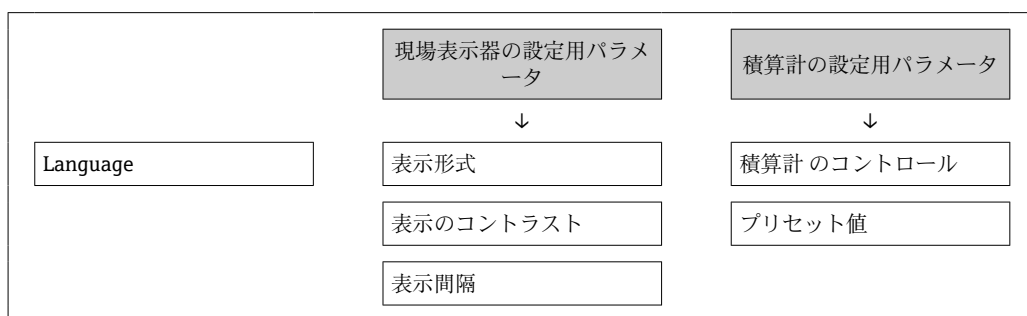 現場表示器の設定用パラメ
ータ
積算計の設定用パラメータ
↓
↓
Language
表示形式
積算計 のコントロール
表示のコントラスト
プリセット値
表示間隔